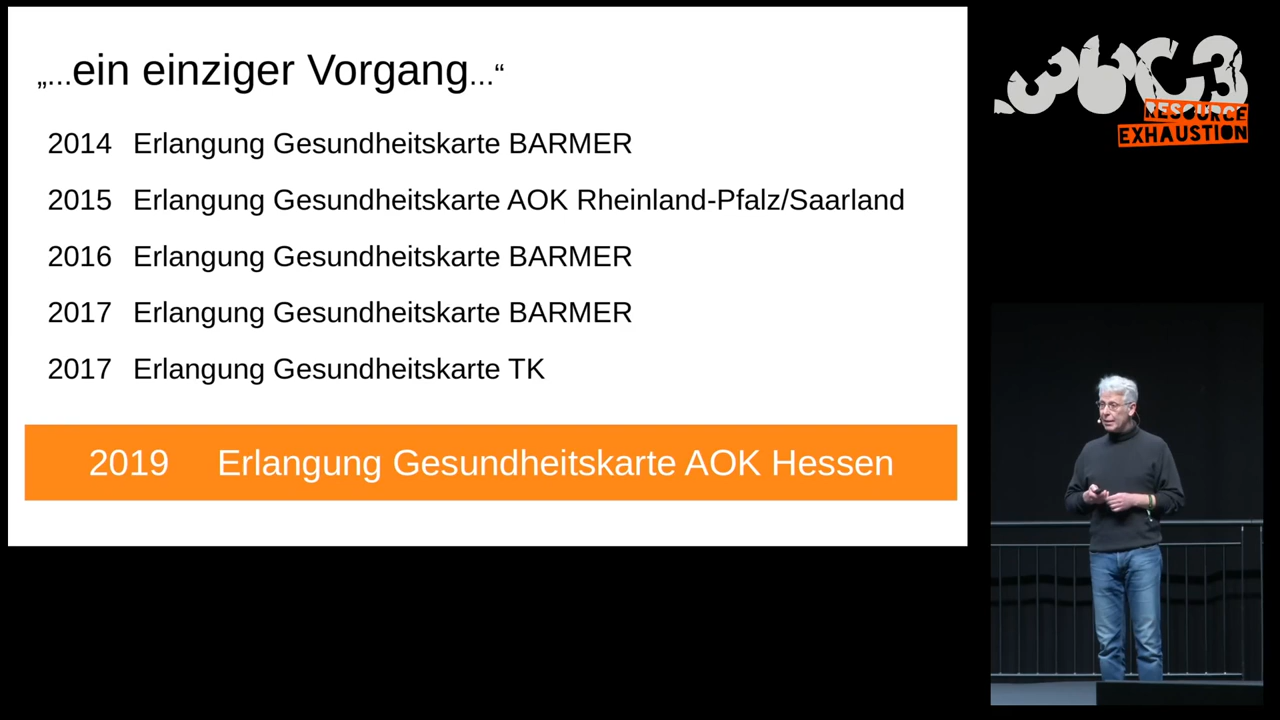 „...ein einziger Vorgang...“
2014 Erlangung Gesundheitskarte BARMER
2015 Erlangung Gesundheitskarte AOK Rheinland-Pfalz/Saarland
2016 Erlangung Gesundheitskarte BARMER
2017 Erlangung Gesundheitskarte BARMER
2017 Erlangung Gesundheitskarte TK
2019 Erlangung Gesundheitskarte AOK Hessen
36C3
RESOURCE
EXHAUSTION